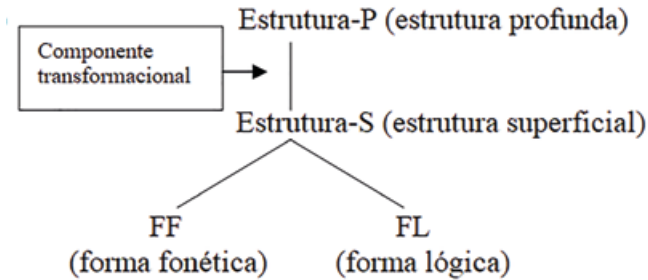 Estrutura-P (estrutura profunda)
Componente
transformacional
Estrutura-S (estrutura superficial)
FF
(forma fonética)
FL
(forma lógica)